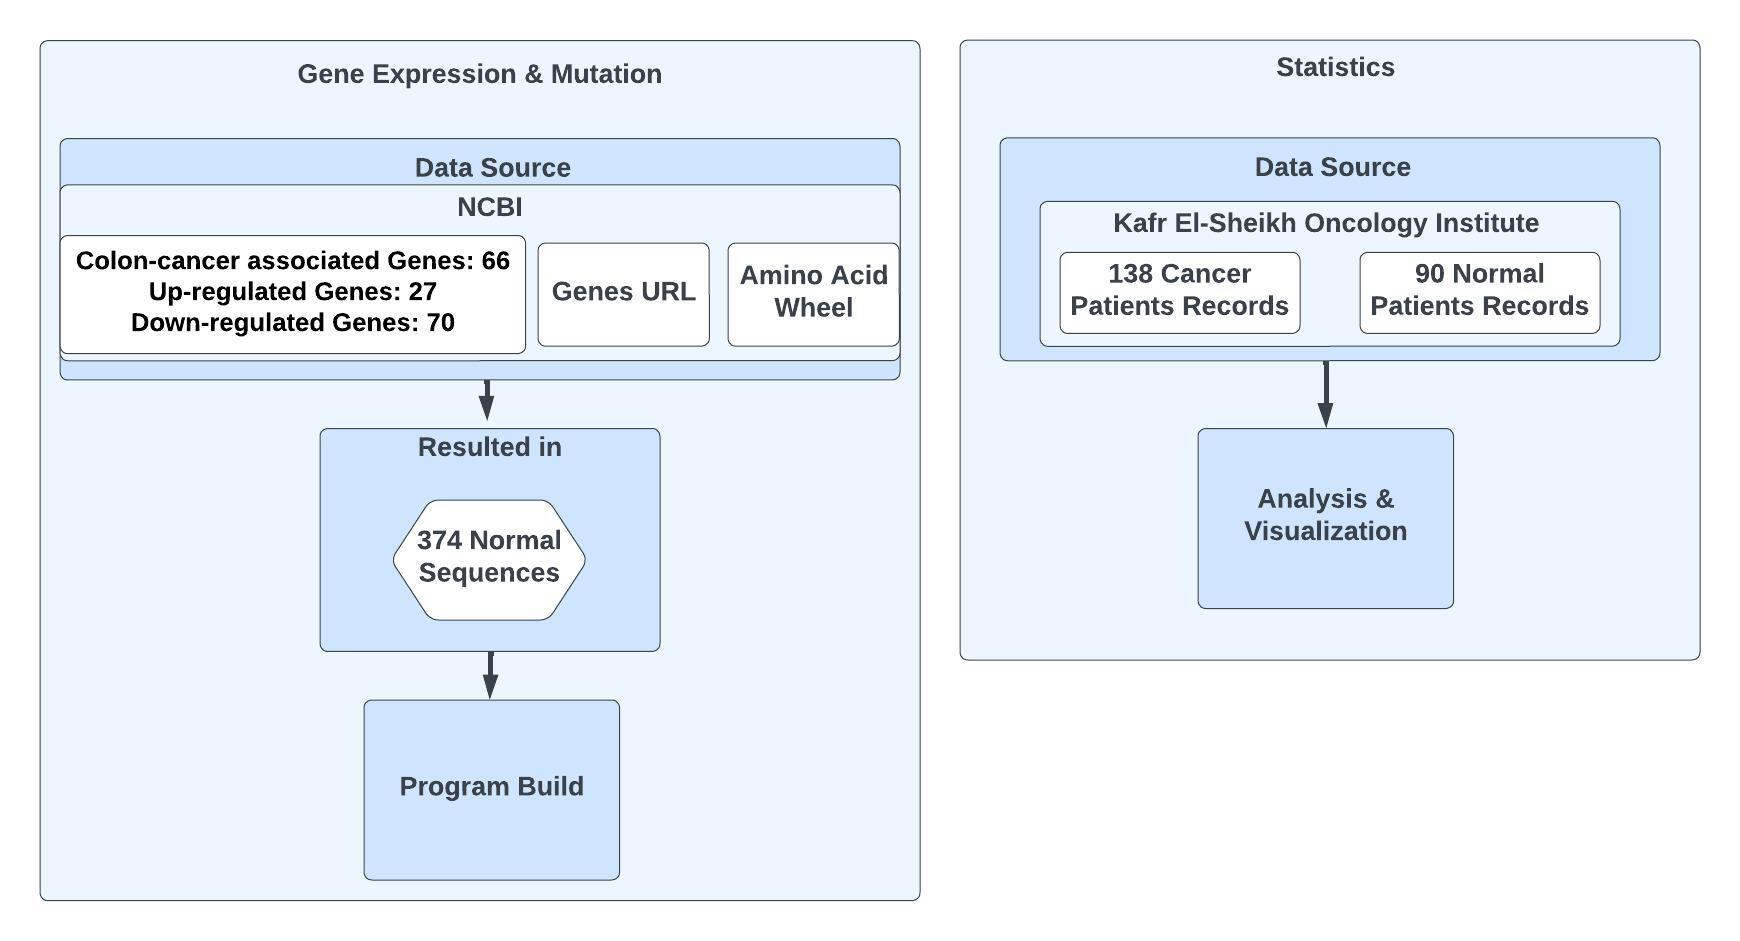 Gene Expression & Mutation
Data Source
NCBI
Colon-cancer associated Genes: 66
Up-regulated Genes: 27
Down-regulated Genes: 70
Genes URL
Amino Acid
Wheel
Resulted in
374 Normal
Sequences
Program Build
Statistics
Data Source
Kafr El-Sheikh Oncology Institute
138 Cancer
Patients Records
90 Normal
Patients Records
Analysis &
Visualization